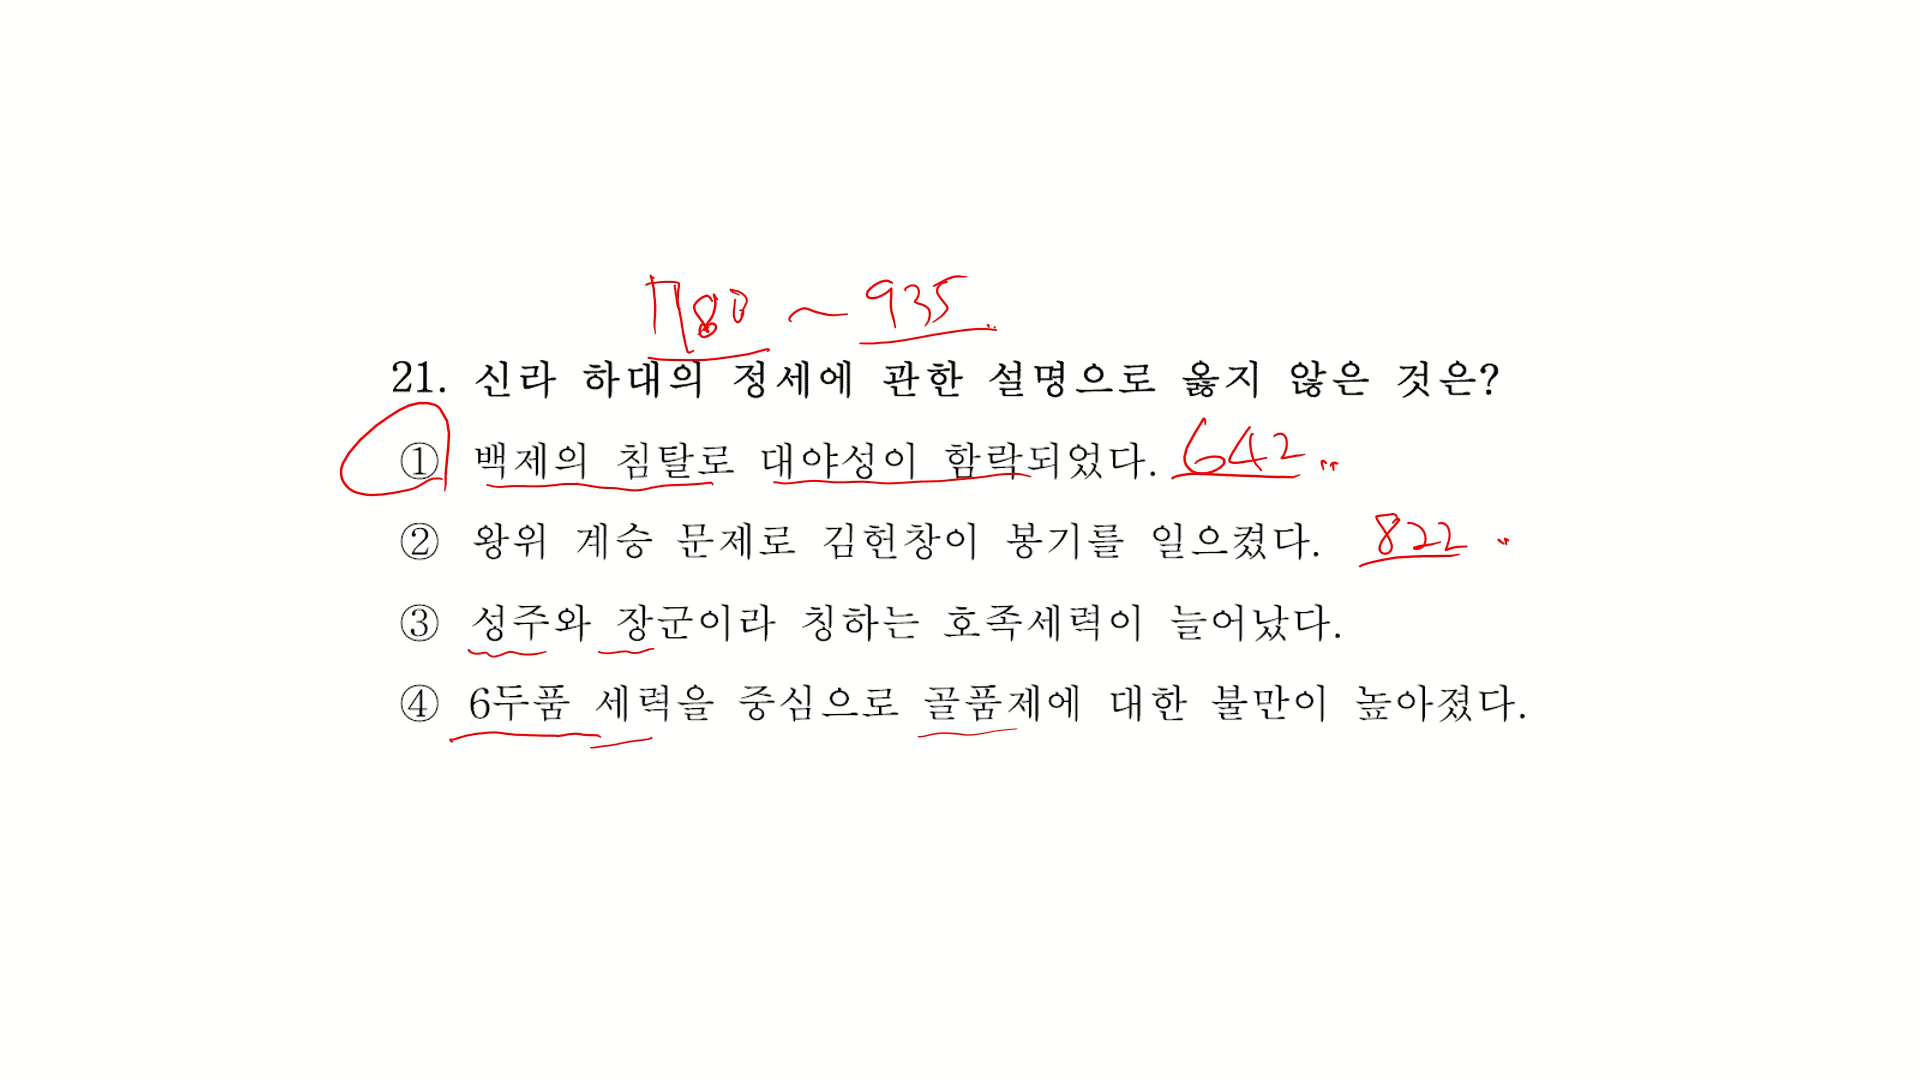 780 ~ 935
21. 신라 하대의 정세에 관한 설명으로 옳지 않은 것은?
① 백제의 침탈로 대야성이 함락되었다. 642
② 왕위 계승 문제로 김헌창이 봉기를 일으켰다. 822
③ 성주와 장군이라 칭하는 호족세력이 늘어났다.
④ 6두품 세력을 중심으로 골품제에 대한 불만이 높아졌다.